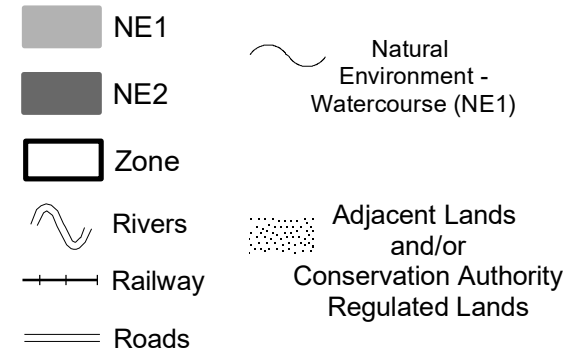 NE1
NE2
Zone
Rivers
Railway
Roads
Natural
Environment -
Watercourse (NE1)
Adjacent Lands
and/or
Conservation Authority
Regulated Lands